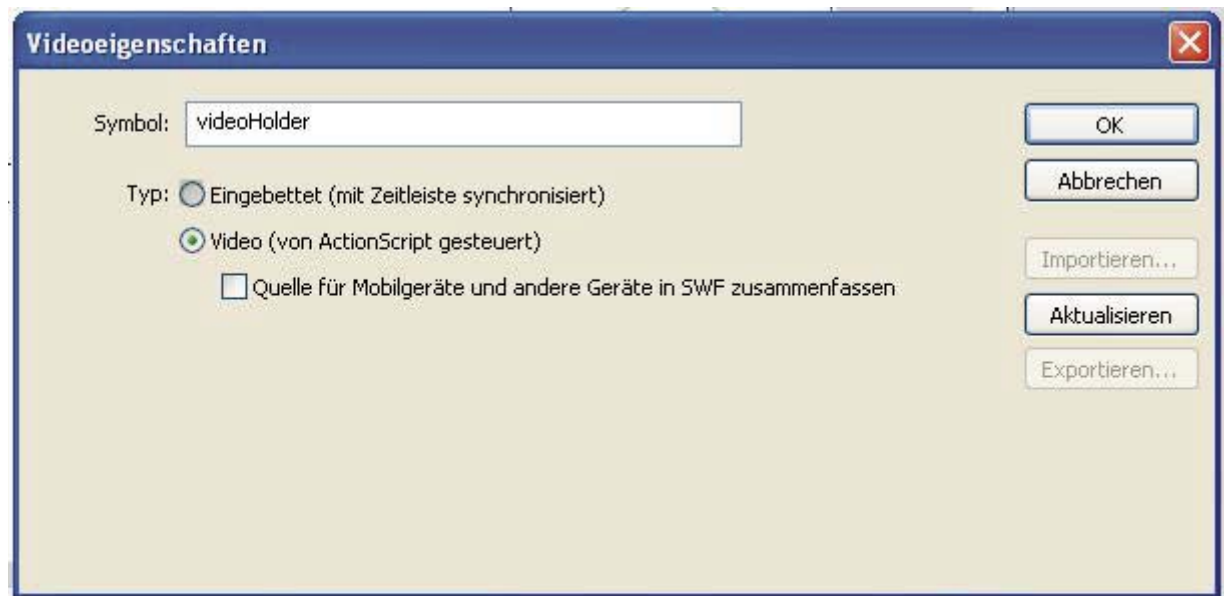 Videoeigenschaften
Symbol: videoHolder
OK
Typ: Eingebettet (mit Zeitleiste synchronisiert)
Abbrechen
Video (von ActionScript gesteuert)
Importieren...
Quelle für Mobilgeräte und andere Geräte in SWF zusammenfassen
Aktualisieren
Exportieren...